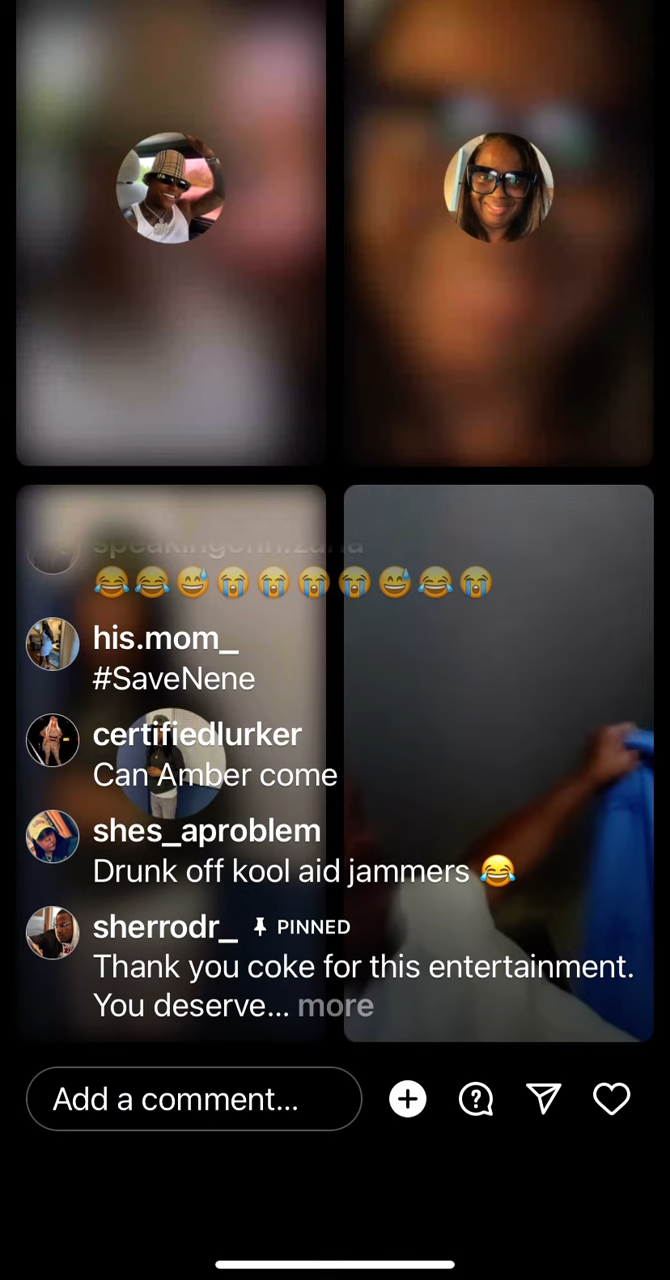 😂😂😅😭😭😭😭😅😂😭
his.mom_
#SaveNene
certifiedlurker
Can Amber come
shes_aproblem
Drunk off kool aid jammers 😂
sherrodr_ PINNED
Thank you coke for this entertainment.
You deserve... more
Add a comment...